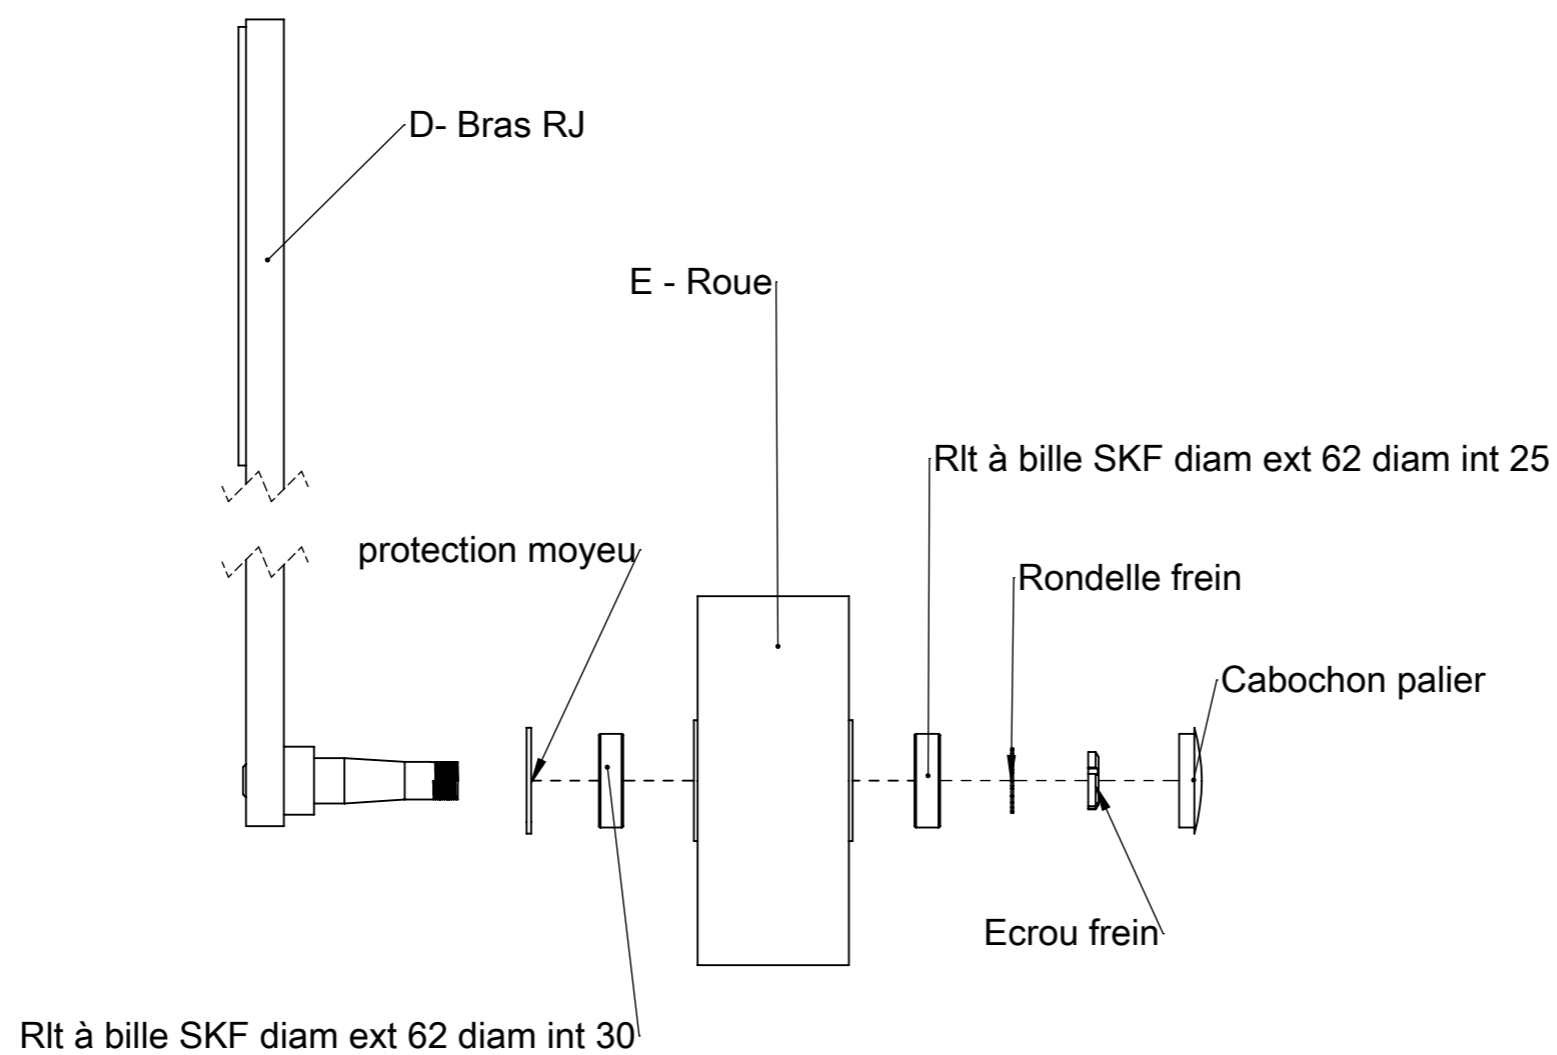 D- Bras RJ
E - Roue
Rlt à bille SKF diam ext 62 diam int 25
protection moyeu
Rondelle frein
Cabochon palier
Ecrou frein
Rlt à bille SKF diam ext 62 diam int 30